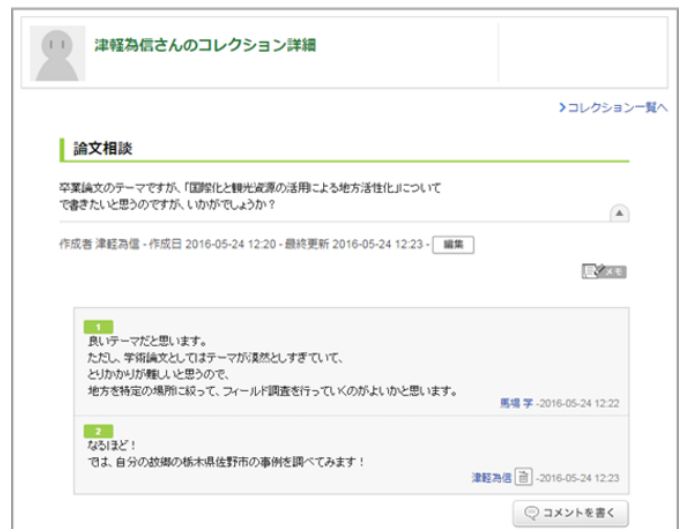 津軽為信さんのコレクション詳細
コレクション一覧へ
論文相談
卒業論文のテーマですが、「国際化と観光資源の活用による地方活性化」について
で書きたいと思うのですが、いかがでしょうか?
作成者 津軽為信 - 作成日 2016-05-24 12:20 - 最終更新 2016-05-24 12:23 - 編集
メモ
1
良いテーマだと思います。
ただし、学術論文としてはテーマが漠然としすぎていて、
とりかかりが難しいと思うので、
地方を特定の場所に絞って、フィールド調査を行っていくのがよいかと思います。
馬場 学 -2016-05-24 12:22
2
なるほど!
では、自分の故郷の栃木県佐野市の事例を調べてみます!
津軽為信 -2016-05-24 12:23
コメントを書く